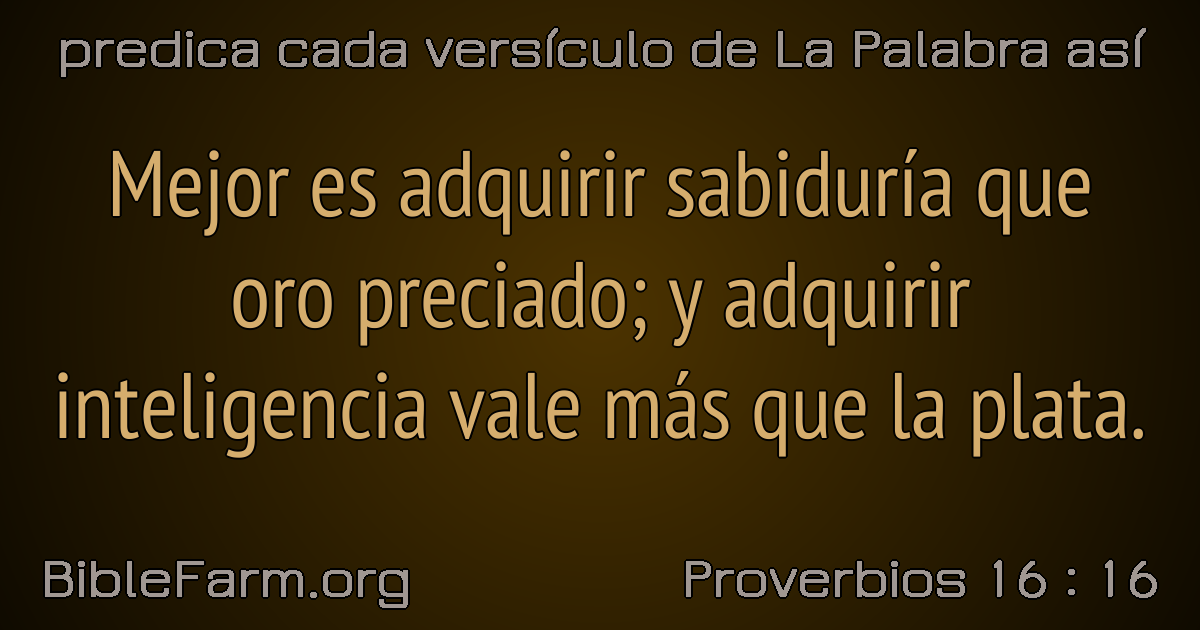 predica cada versículo de La Palabra así
Mejor es adquirir sabiduría que
oro preciado; y adquirir
inteligencia vale más que la plata.
BibleFarm.org
Proverbios 16 : 16